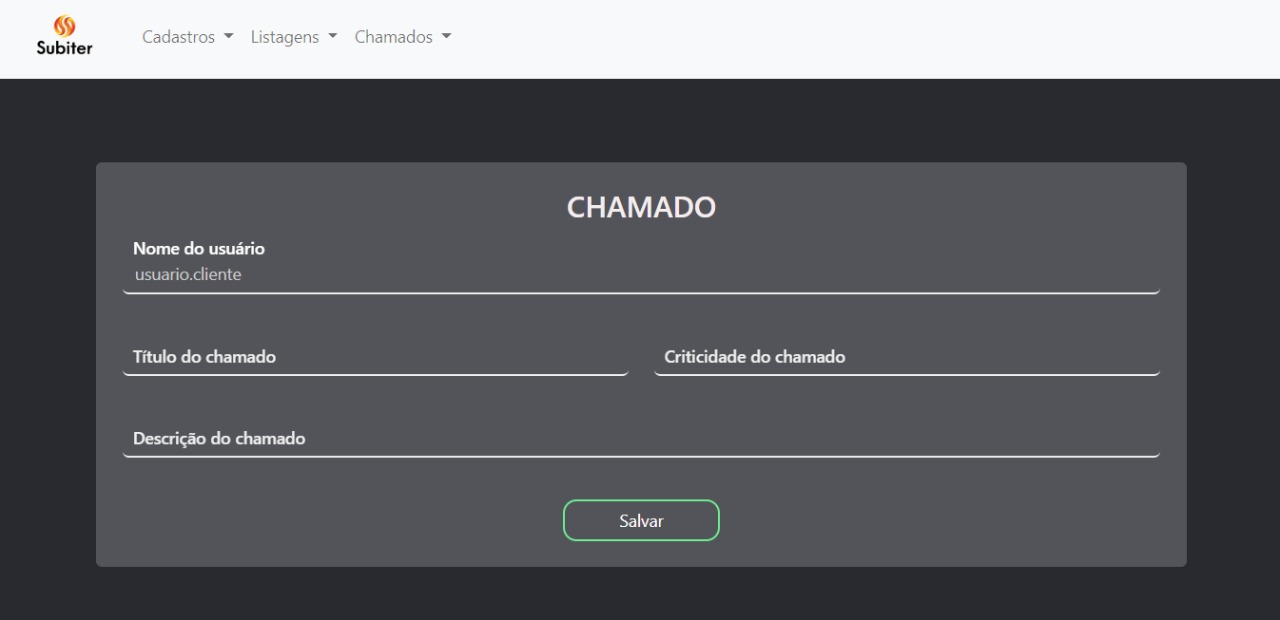 Subiter
Cadastros Listagens Chamados
CHAMADO
Nome do usuário
usuario.cliente
Título do chamado Criticidade do chamado
Descrição do chamado
Salvar